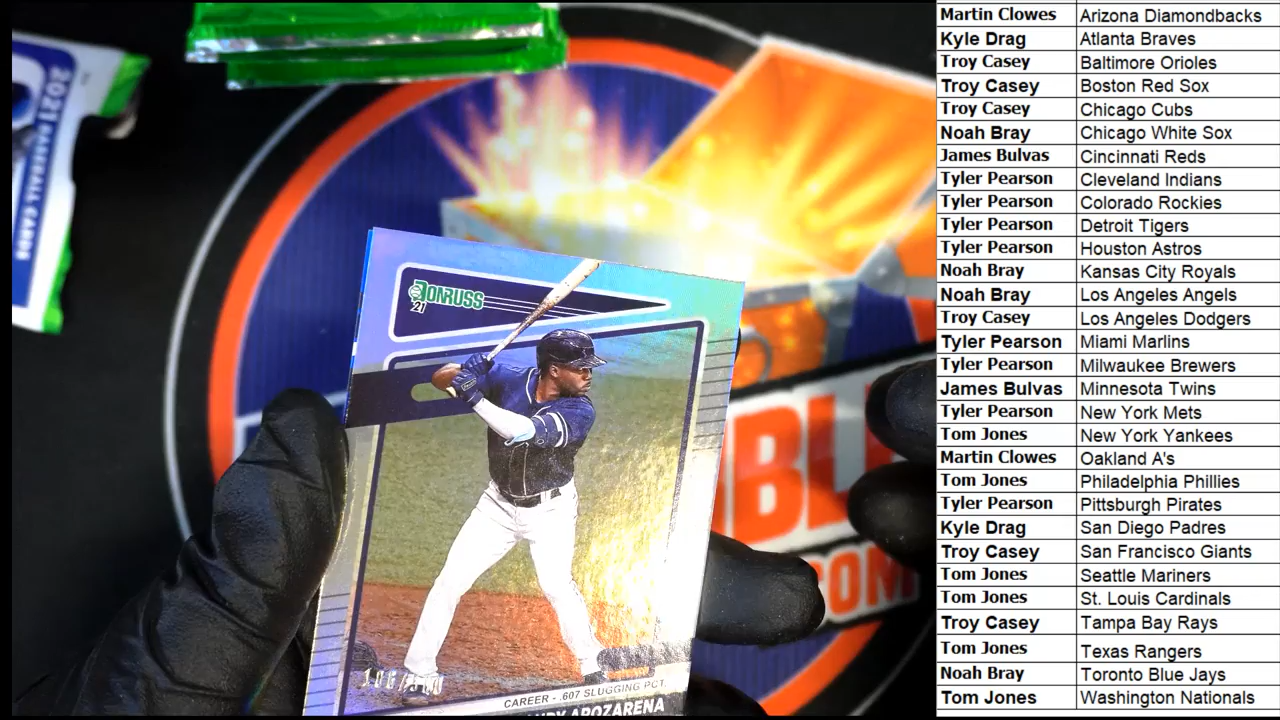 2021 BASEBALL CARDS
DONRUSS
21
CAREER - .607 SLUGGING PCT.
AROZARENA
BL
COM
Martin Clowes Arizona Diamondbacks
Kyle Drag Atlanta Braves
Troy Casey Baltimore Orioles
Troy Casey Boston Red Sox
Troy Casey Chicago Cubs
Noah Bray Chicago White Sox
James Bulvas Cincinnati Reds
Tyler Pearson Cleveland Indians
Tyler Pearson Colorado Rockies
Tyler Pearson Detroit Tigers
Tyler Pearson Houston Astros
Noah Bray Kansas City Royals
Noah Bray Los Angeles Angels
Troy Casey Los Angeles Dodgers
Tyler Pearson Miami Marlins
Tyler Pearson Milwaukee Brewers
James Bulvas Minnesota Twins
Tyler Pearson New York Mets
Tom Jones New York Yankees
Martin Clowes Oakland A's
Tom Jones Philadelphia Phillies
Tyler Pearson Pittsburgh Pirates
Kyle Drag San Diego Padres
Troy Casey San Francisco Giants
Tom Jones Seattle Mariners
Tom Jones St. Louis Cardinals
Troy Casey Tampa Bay Rays
Tom Jones Texas Rangers
Noah Bray Toronto Blue Jays
Tom Jones Washington Nationals